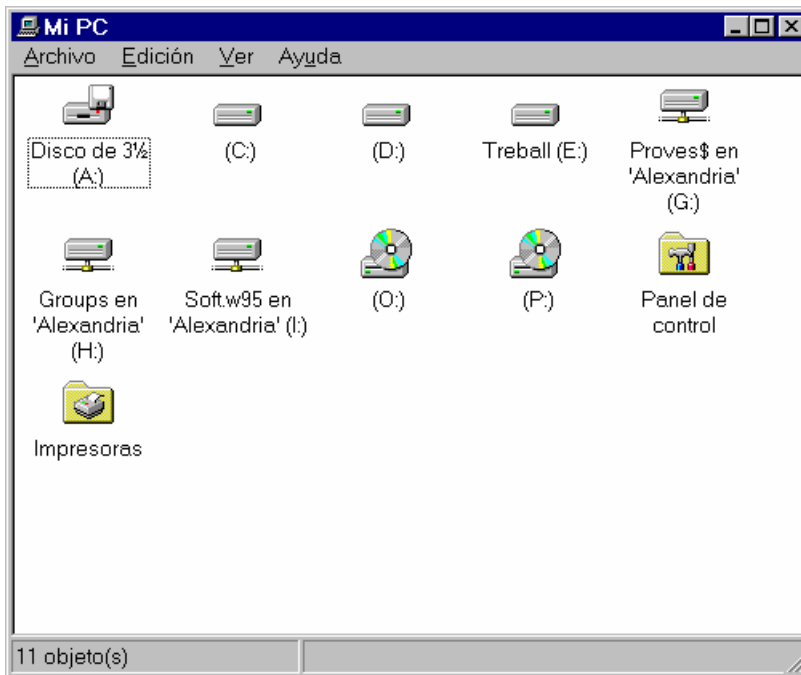 Mi PC
Archivo Edición Ver Ayuda
Disco de 3½ (A:)
(C:)
(D:)
Treball (E:)
Proves$ en 'Alexandria' (G:)
Groups en 'Alexandria' (H:)
Soft.w95 en 'Alexandria' (I:)
(O:)
(P:)
Panel de control
Impresoras
11 objeto(s)